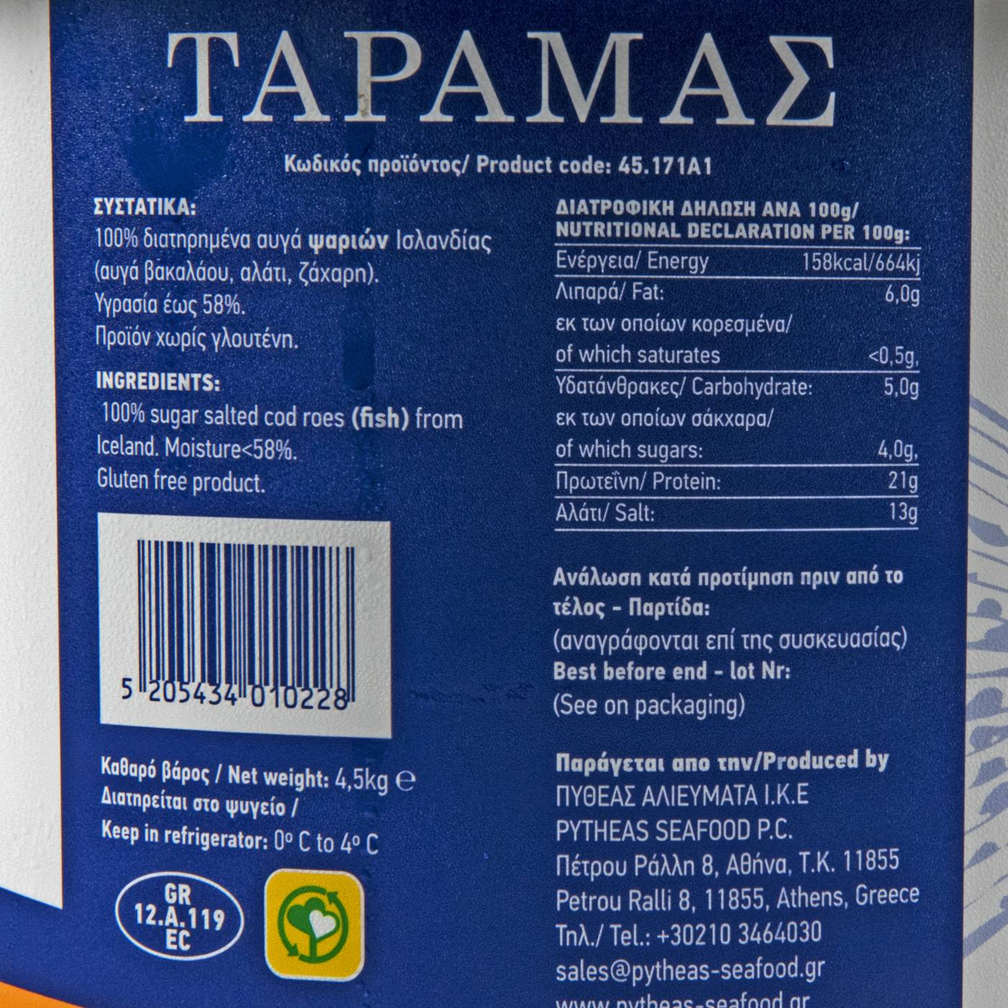 ΤΑΡΑΜΑΣ
Κωδικός προϊόντος/ Product code: 45.171A1
ΣΥΣΤΑΤΙΚΑ:
100% διατηρημένα αυγά ψαριών Ισλανδίας
(αυγά βακαλάου, αλάτι, ζάχαρη).
Υγρασία έως 58%.
Προϊόν χωρίς γλουτένη.
INGREDIENTS:
100% sugar salted cod roes (fish) from
Iceland. Moisture<58%.
Gluten free product.
5 205434 010228
Καθαρό βάρος / Net weight: 4,5kg ℮
Διατηρείται στο ψυγείο /
Keep in refrigerator: 0º C to 4º C
GR
12.A.119
EC
ΔΙΑΤΡΟΦΙΚΗ ΔΗΛΩΣΗ ΑΝΑ 100g/
NUTRITIONAL DECLARATION PER 100g:
Ενέργεια/ Energy 158kcal/664kj
Λιπαρά/ Fat: 6,0g
εκ των οποίων κορεσμένα/
of which saturates <0,5g,
Υδατάνθρακες/ Carbohydrate: 5,0g
εκ των οποίων σάκχαρα/
of which sugars: 4,0g,
Πρωτεΐνη/ Protein: 21g
Αλάτι/ Salt: 13g
Ανάλωση κατά προτίμηση πριν από το
τέλος - Παρτίδα:
(αναγράφονται επί της συσκευασίας)
Best before end - lot Nr:
(See on packaging)
Παράγεται απο την/Produced by
ΠΥΘΕΑΣ ΑΛΙΕΥΜΑΤΑ Ι.Κ.Ε
PYTHEAS SEAFOOD P.C.
Πέτρου Ράλλη 8, Αθήνα, Τ.Κ. 11855
Petrou Ralli 8, 11855, Athens, Greece
Τηλ./ Tel.: +30210 3464030
sales@pytheas-seafood.gr
www.pytheas-seafood.gr